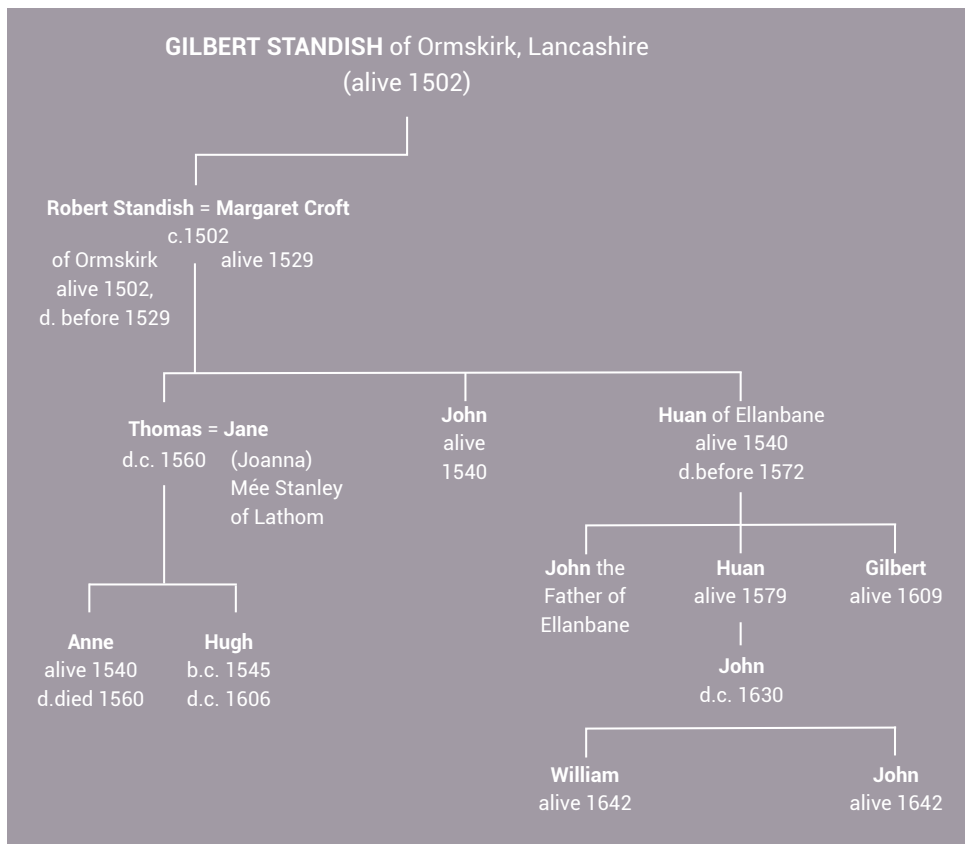 GILBERT STANDISH of Ormskirk, Lancashire
(alive 1502)
Robert Standish = Margaret Croft
c.1502
of Ormskirk alive 1529
alive 1502,
d. before 1529
Thomas = Jane
d.c. 1560 (Joanna)
Mée Stanley
of Lathom
John
alive
1540
Huan of Ellanbane
alive 1540
d.before 1572
John the
Father of
Ellanbane
Huan
alive 1579
Gilbert
alive 1609
Anne
alive 1540
d.died 1560
Hugh
b.c. 1545
d.c. 1606
John
d.c. 1630
William
alive 1642
John
alive 1642